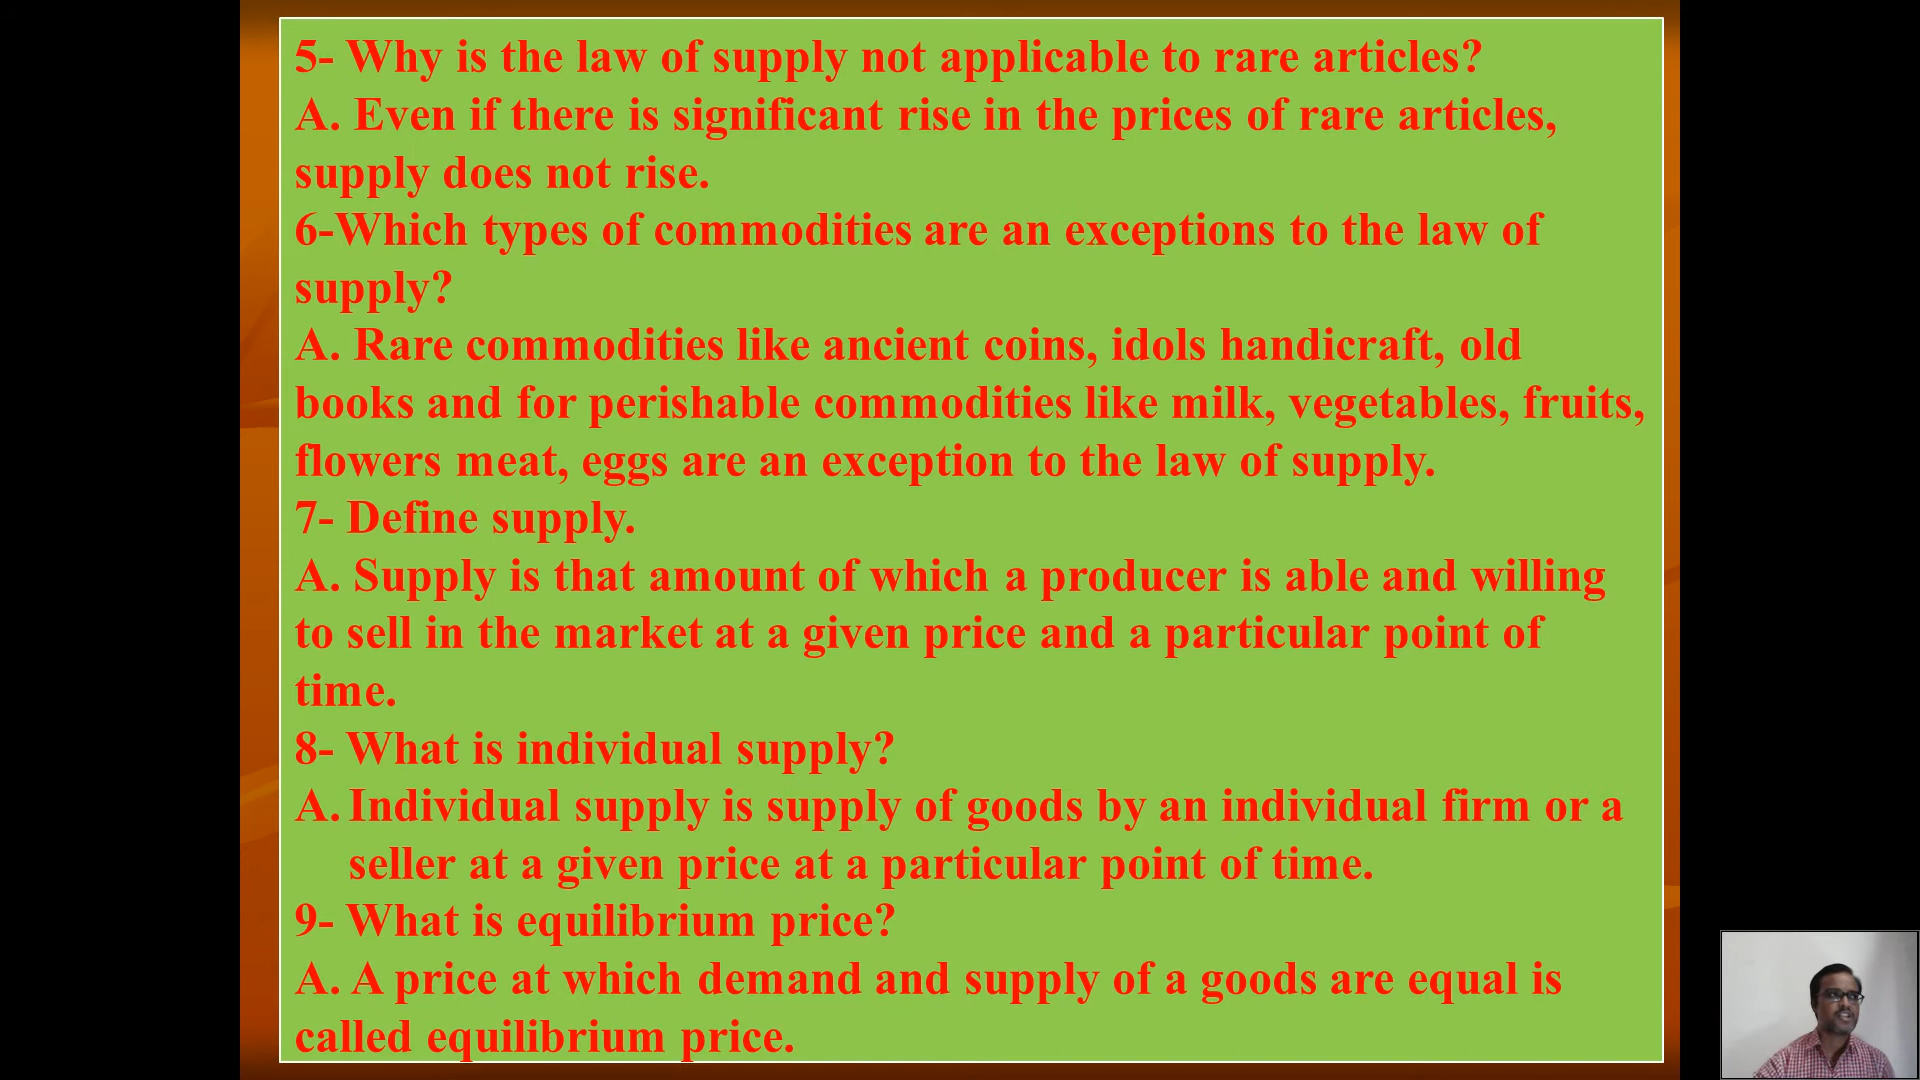 5- Why is the law of supply not applicable to rare articles?
A. Even if there is significant rise in the prices of rare articles,
supply does not rise.
6-Which types of commodities are an exceptions to the law of
supply?
A. Rare commodities like ancient coins, idols handicraft, old
books and for perishable commodities like milk, vegetables, fruits,
flowers meat, eggs are an exception to the law of supply.
7- Define supply.
A. Supply is that amount of which a producer is able and willing
to sell in the market at a given price and a particular point of
time.
8- What is individual supply?
A. Individual supply is supply of goods by an individual firm or a
seller at a given price at a particular point of time.
9- What is equilibrium price?
A. A price at which demand and supply of a goods are equal is
called equilibrium price.